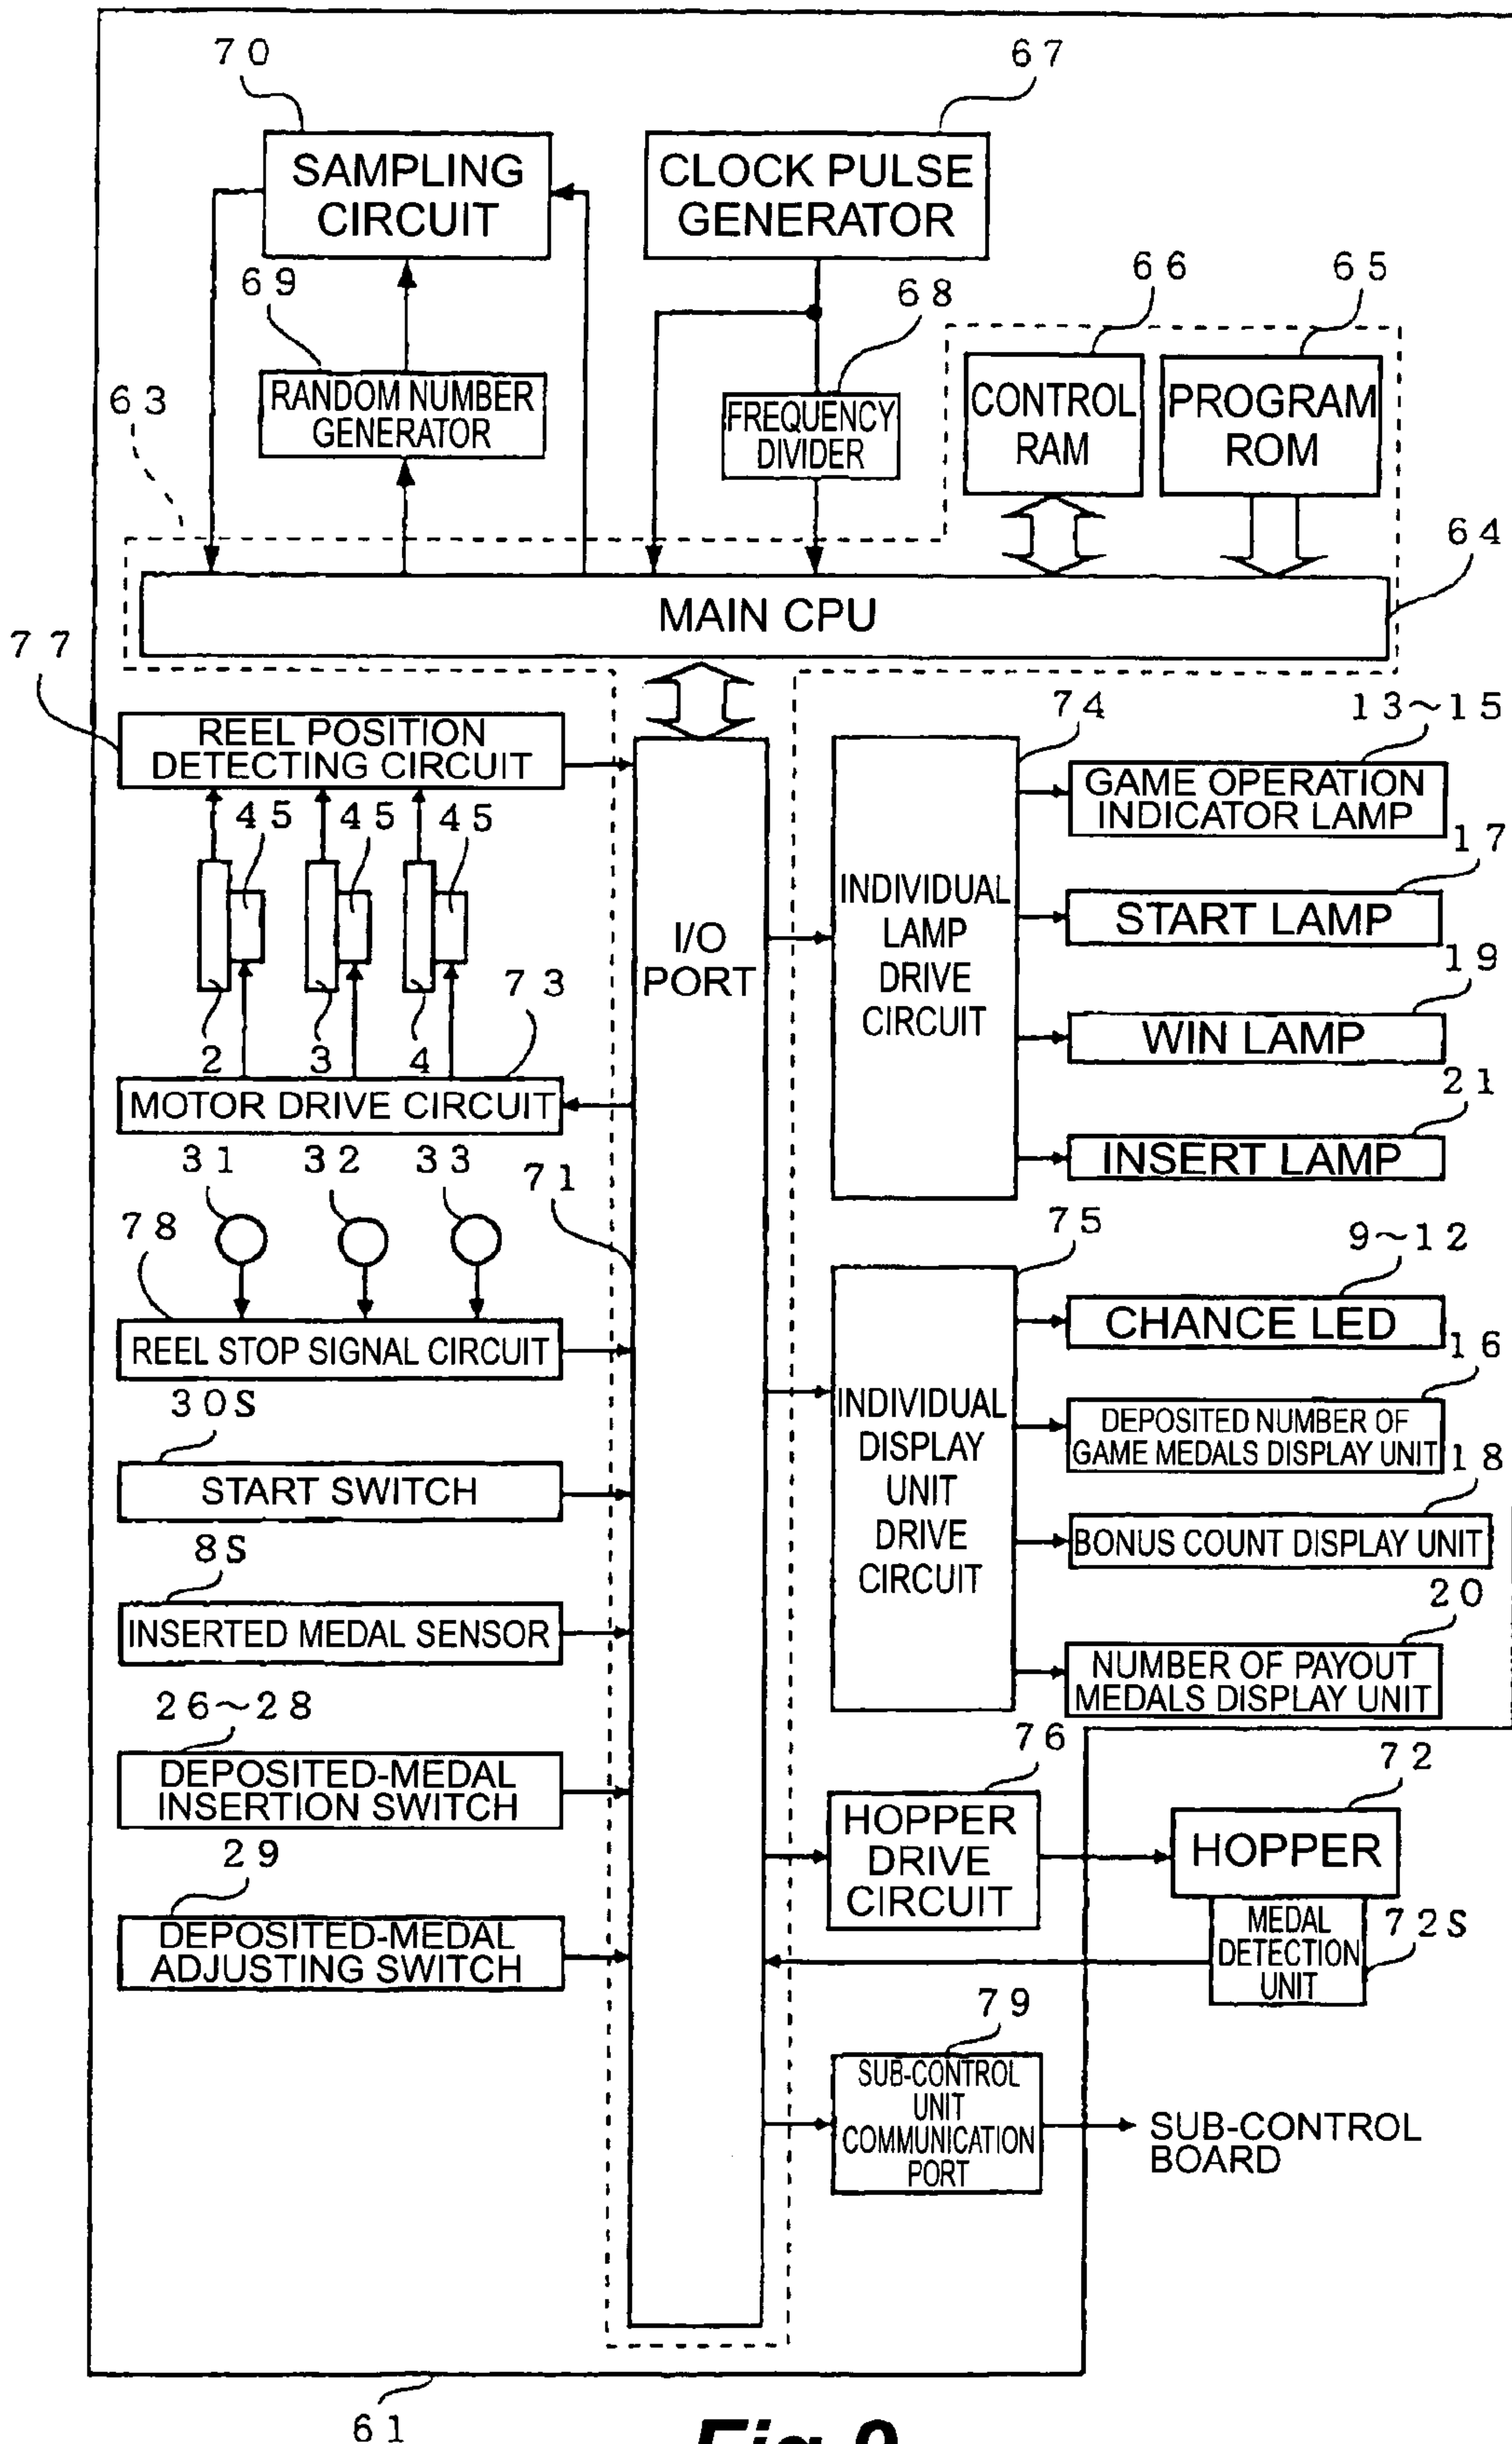 70
67
SAMPLING
CIRCUIT
CLOCK PULSE
GENERATOR
69
68
66
65
63
RANDOM NUMBER
GENERATOR
FREQUENCY
DIVIDER
CONTROL
RAM
PROGRAM
ROM
64
MAIN CPU
77
REEL POSITION
DETECTING CIRCUIT
74
13~15
GAME OPERATION
INDICATOR LAMP
45
45
45
17
START LAMP
I/O
PORT
INDIVIDUAL
LAMP
DRIVE
CIRCUIT
19
WIN LAMP
2
3
4
73
MOTOR DRIVE CIRCUIT
21
INSERT LAMP
31
32
33
71
78
75
9~12
CHANCE LED
REEL STOP SIGNAL CIRCUIT
16
DEPOSITED NUMBER OF
GAME MEDALS DISPLAY UNIT
30S
START SWITCH
INDIVIDUAL
DISPLAY
UNIT
DRIVE
CIRCUIT
18
BONUS COUNT DISPLAY UNIT
8S
INSERTED MEDAL SENSOR
20
NUMBER OF PAYOUT
MEDALS DISPLAY UNIT
26~28
DEPOSITED-MEDAL
INSERTION SWITCH
76
HOPPER
DRIVE
CIRCUIT
72
HOPPER
29
DEPOSITED-MEDAL
ADJUSTING SWITCH
MEDAL
DETECTION
UNIT
72S
79
SUB-CONTROL
UNIT
COMMUNICATION
PORT
SUB-CONTROL
BOARD
61